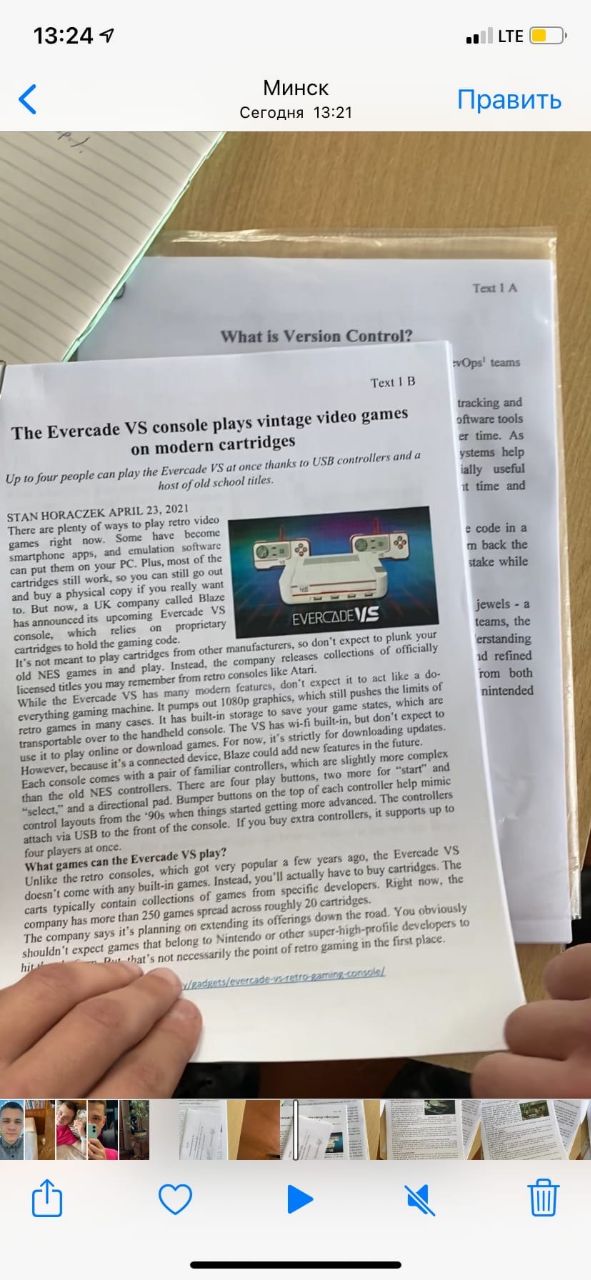 13:24
LTE
Минск
Сегодня 13:21
Править
Text 1 A
What is Version Control?
evOps¹ teams
tracking and
oftware tools
er time. As
ystems help
ially useful
nt time and
e code in a
rn back the
stake while
jewels - a
teams, the
erstanding
nd refined
from both
nintended
Text 1 B
The Evercade VS console plays vintage video games
on modern cartridges
Up to four people can play the Evercade VS at once thanks to USB controllers and a
host of old school titles.
STAN HORACZEK APRIL 23, 2021
There are plenty of ways to play retro video
games right now. Some have become
smartphone apps, and emulation software
can put them on your PC. Plus, most of the
cartridges still work, so you can still go out
and buy a physical copy if you really want
to. But now, a UK company called Blaze
has announced its upcoming Evercade VS
console, which relies on proprietary
cartridges to hold the gaming code.
EVERCADE VS
It's not meant to play cartridges from other manufacturers, so don't expect to plunk your
old NES games in and play. Instead, the company releases collections of officially
licensed titles you may remember from retro consoles like Atari.
While the Evercade VS has many modern features, don't expect it to act like a do-
everything gaming machine. It pumps out 1080p graphics, which still pushes the limits of
retro games in many cases. It has built-in storage to save your game states, which are
transportable over to the handheld console. The VS has wi-fi built-in, but don't expect to
use it to play online or download games. For now, it's strictly for downloading updates.
However, because it's a connected device, Blaze could add new features in the future.
Each console comes with a pair of familiar controllers, which are slightly more complex
than the old NES controllers. There are four play buttons, two more for "start" and
"select," and a directional pad. Bumper buttons on the top of each controller help mimic
control layouts from the '90s when things started getting more advanced. The controllers
attach via USB to the front of the console. If you buy extra controllers, it supports up to
four players at once.
What games can the Evercade VS play?
Unlike the retro consoles, which got very popular a few years ago, the Evercade VS
doesn't come with any built-in games. Instead, you'll actually have to buy cartridges. The
carts typically contain collections of games from specific developers. Right now, the
company has more than 250 games spread across roughly 20 cartridges.
The company says it's planning on extending its offerings down the road. You obviously
shouldn't expect games that belong to Nintendo or other super-high-profile developers to
hit But that's not necessarily the point of retro gaming in the first place.
y/gadgets/evercade-vs-retro-gaming-console/